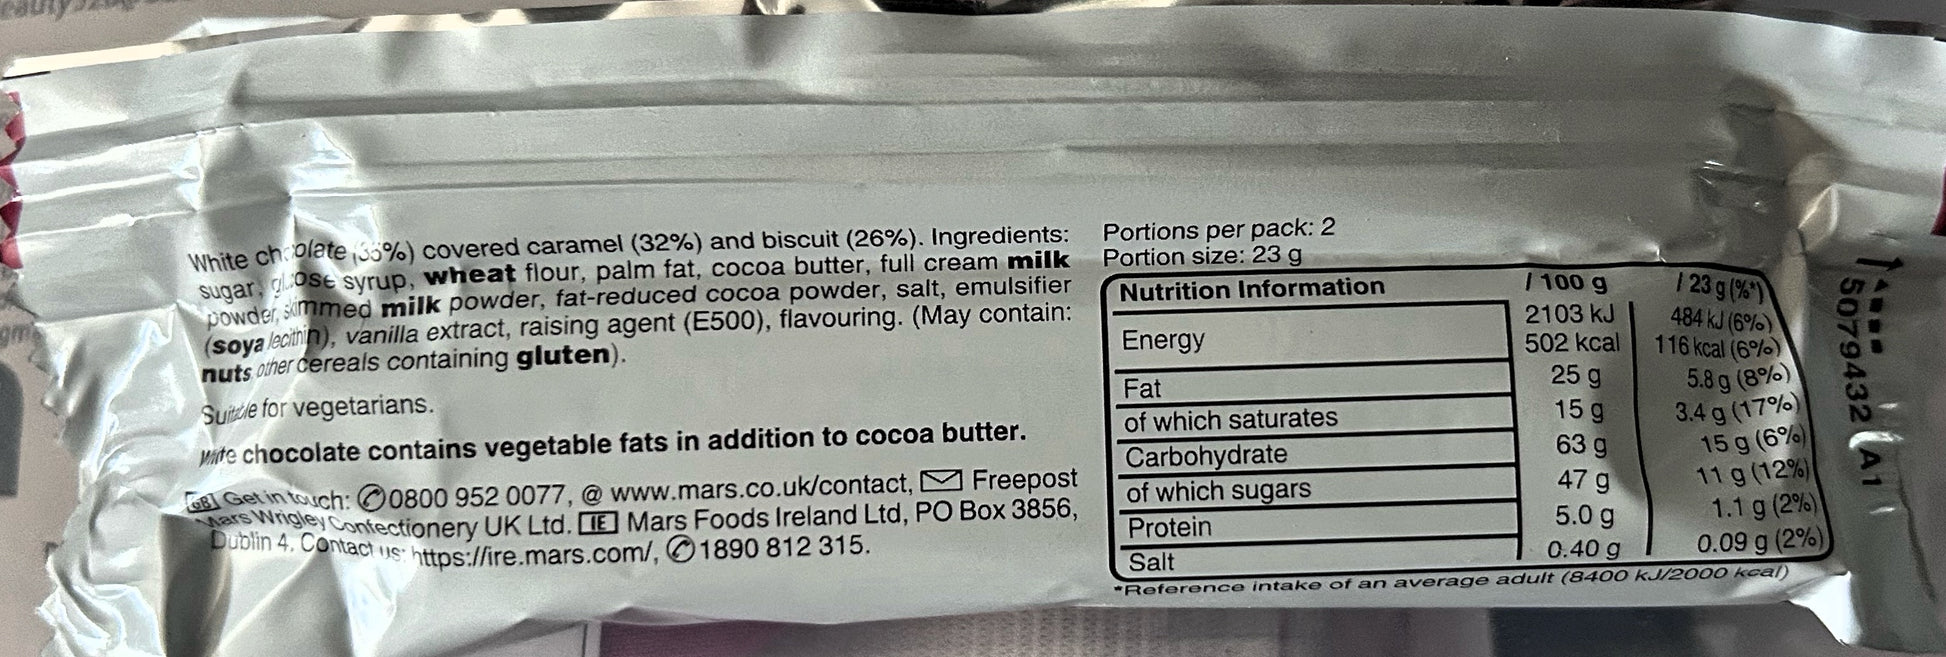 White chocolate (35%) covered caramel (32%) and biscuit (26%). Ingredients:
sugar, glucose syrup, wheat flour, palm fat, cocoa butter, full cream milk
powder, skimmed milk powder, fat-reduced cocoa powder, salt, emulsifier
(soya lecithin), vanilla extract, raising agent (E500), flavouring. (May contain:
nuts other cereals containing gluten).
Suitable for vegetarians.
White chocolate contains vegetable fats in addition to cocoa butter.
GB Get in touch: 0800 952 0077, @ www.mars.co.uk/contact, Freepost
Mars Wrigley Confectionery UK Ltd. IE Mars Foods Ireland Ltd, PO Box 3856,
Dublin 4. Contact us: https://ire.mars.com/, 1890 812 315.
Portions per pack: 2
Portion size: 23 g
Nutrition Information / 100 g / 23 g (%*)
Energy 2103 kJ 484 kJ (6%)
502 kcal 116 kcal (6%)
Fat 25 g 5.8 g (8%)
of which saturates 15 g 3.4 g (17%)
Carbohydrate 63 g 15 g (6%)
of which sugars 47 g 11 g (12%)
Protein 5.0 g 1.1 g (2%)
Salt 0.40 g 0.09 g (2%)
*Reference intake of an average adult (8400 kJ/2000 kcal)
5079432 A1